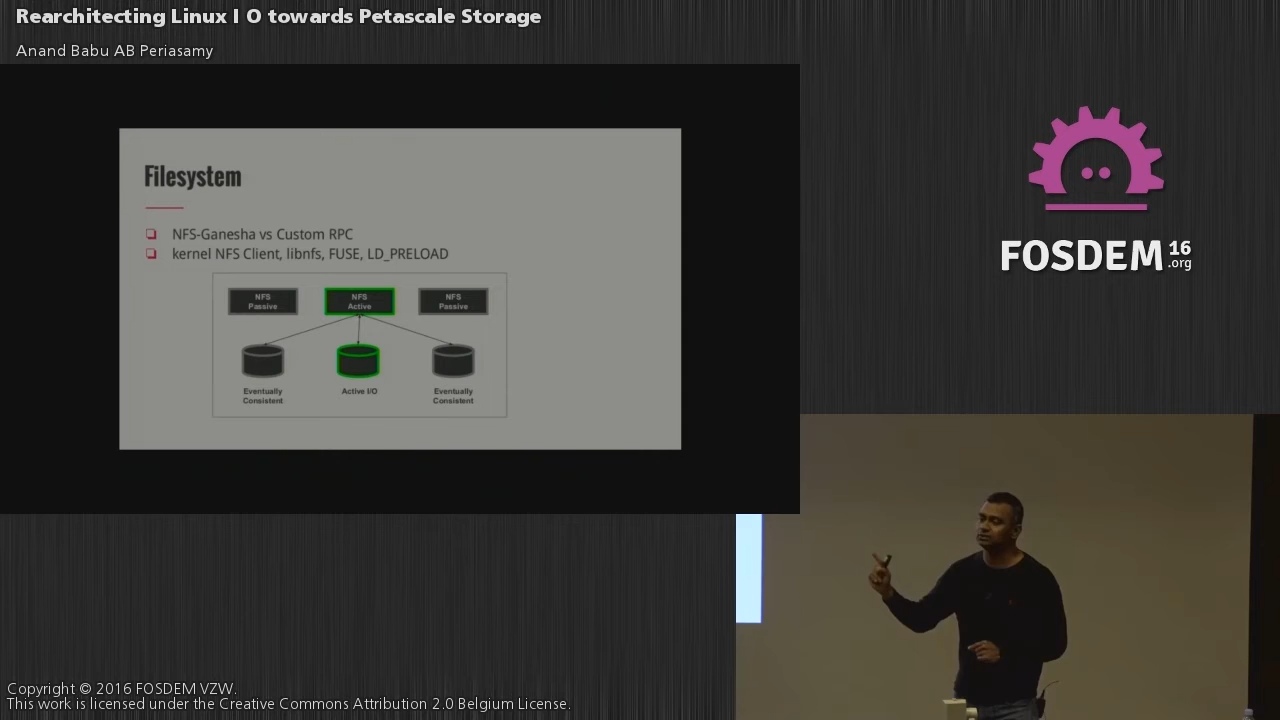 Rearchitecting Linux I O towards Petascale Storage
Anand Babu AB Periasamy
Filesystem
NFS-Ganesha vs Custom RPC
kernel NFS Client, libnfs, FUSE, LD_PRELOAD
NFS
Passive
NFS
Active
NFS
Passive
Eventually
Consistent
Active I/O
Eventually
Consistent
FOSDEM 16
.org
Copyright © 2016 FOSDEM VZW.
This work is licensed under the Creative Commons Attribution 2.0 Belgium License.